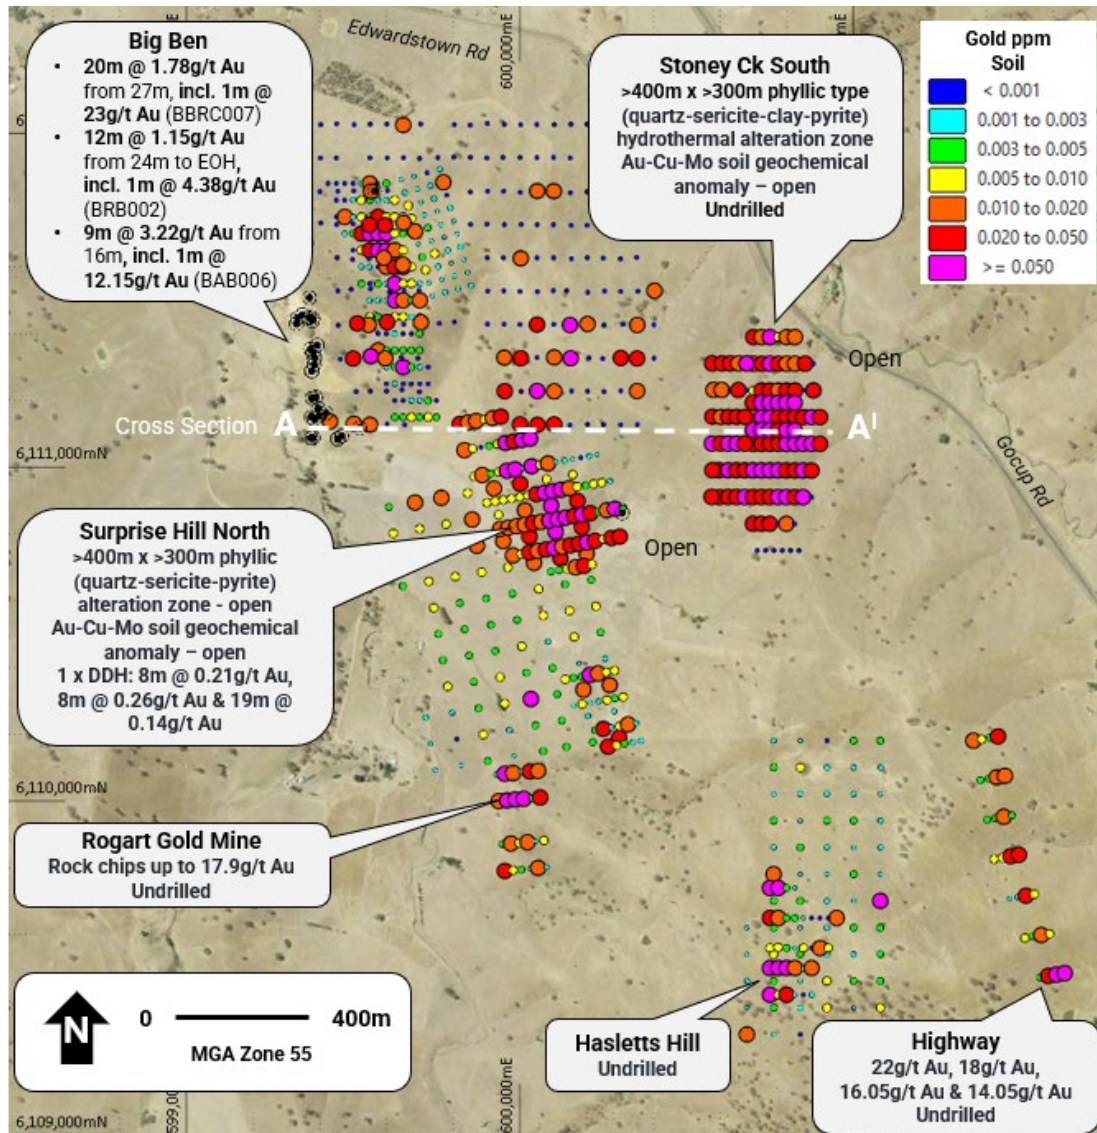 Edwardstown Rd
600,000mE
Big Ben
• 20m @ 1.78g/t Au
from 27m, incl. 1m @
23g/t Au (BBRC007)
• 12m @ 1.15g/t Au
from 24m to EOH,
incl. 1m @ 4.38g/t Au
(BRB002)
• 9m @ 3.22g/t Au from
16m, incl. 1m @
12.15g/t Au (BAB006)
Stoney Ck South
>400m x >300m phyllic type
(quartz-sericite-clay-pyrite)
hydrothermal alteration zone
Au-Cu-Mo soil geochemical
anomaly – open
Undrilled
Gold ppm
Soil
< 0.001
0.001 to 0.003
0.003 to 0.005
0.005 to 0.010
0.010 to 0.020
0.020 to 0.050
>= 0.050
Open
Cross Section A
A|
Gocup Rd
6,111,000mN
Surprise Hill North
>400m x >300m phyllic
(quartz-sericite-pyrite)
alteration zone - open
Au-Cu-Mo soil geochemical
anomaly – open
1 x DDH: 8m @ 0.21g/t Au,
8m @ 0.26g/t Au & 19m @
0.14g/t Au
Open
6,110,000mN
Rogart Gold Mine
Rock chips up to 17.9g/t Au
Undrilled
N
0
400m
MGA Zone 55
Hasletts Hill
Undrilled
Highway
22g/t Au, 18g/t Au,
16.05g/t Au & 14.05g/t Au
Undrilled
6,109,000mN
600,000mE